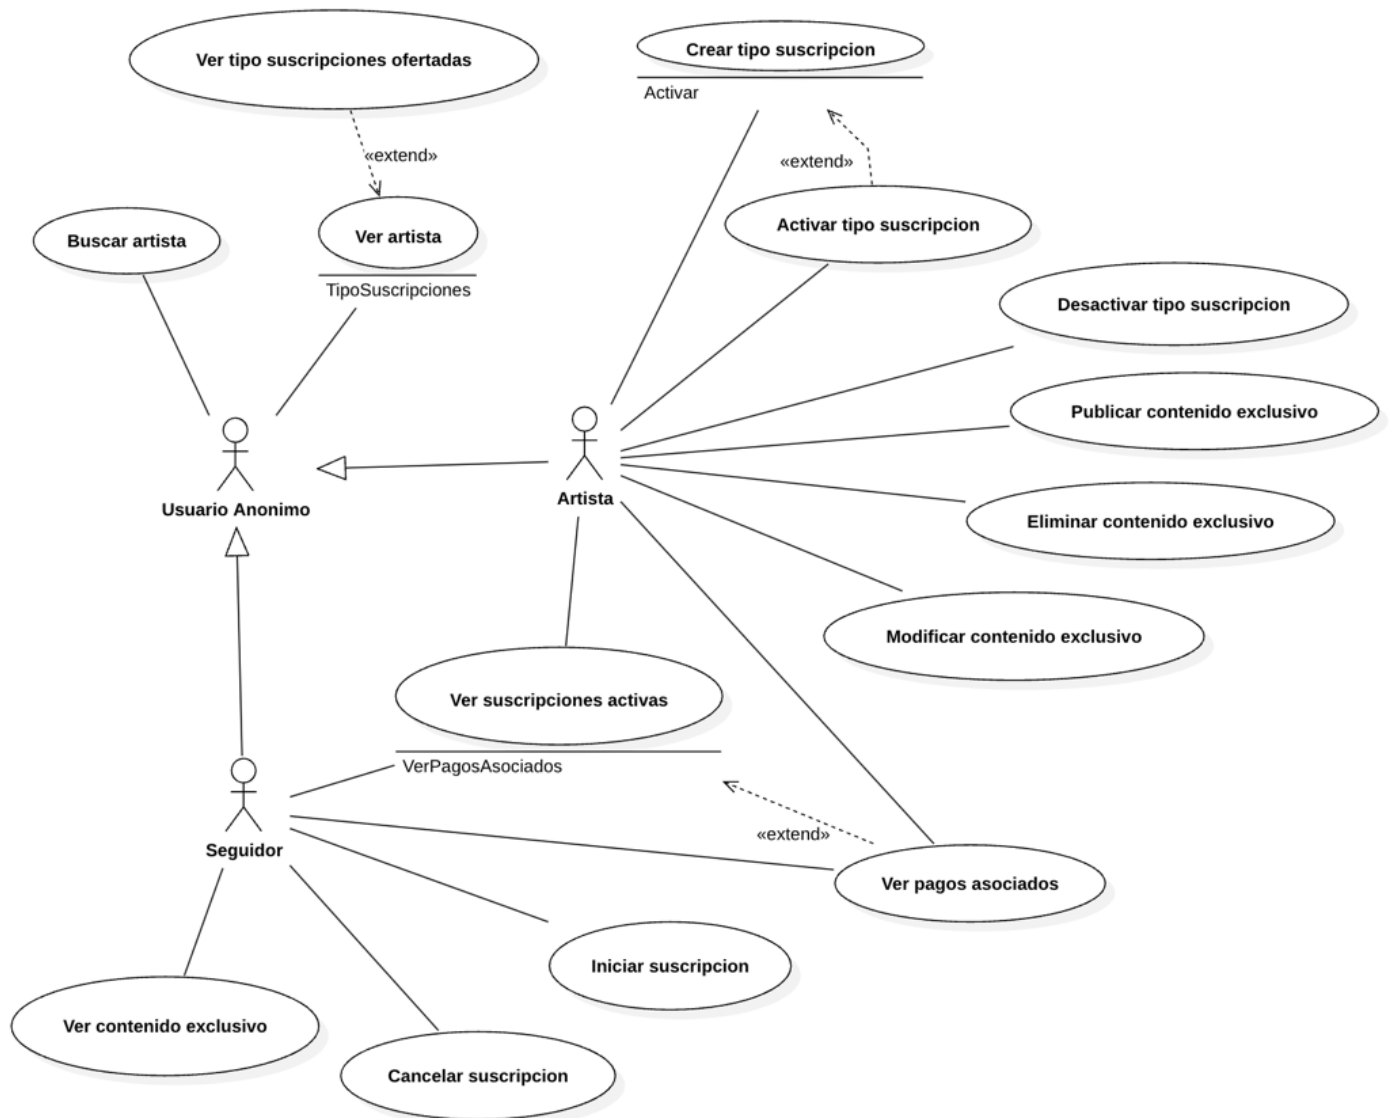 Ver tipo suscripciones ofertadas
Crear tipo suscripcion
Activar
«extend»
«extend»
Buscar artista
Ver artista
TipoSuscripciones
Activar tipo suscripcion
Desactivar tipo suscripcion
Publicar contenido exclusivo
Usuario Anonimo
Artista
Eliminar contenido exclusivo
Modificar contenido exclusivo
Ver suscripciones activas
VerPagosAsociados
«extend»
Seguidor
Ver pagos asociados
Iniciar suscripcion
Ver contenido exclusivo
Cancelar suscripcion